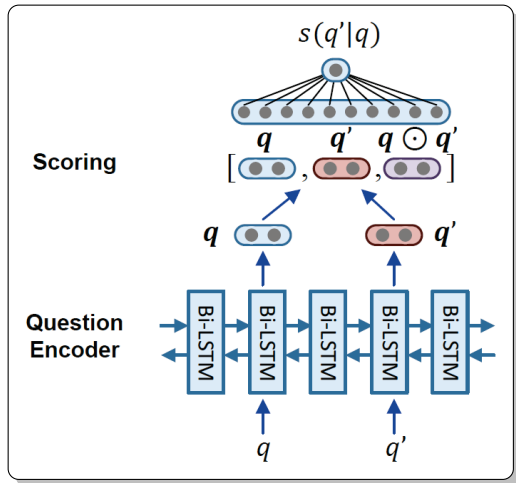 s(q'|q)
q q' q ⊙ q'
Scoring
[ , , ]
q q'
Question
Encoder
Bi-LSTM Bi-LSTM Bi-LSTM Bi-LSTM Bi-LSTM
q q'